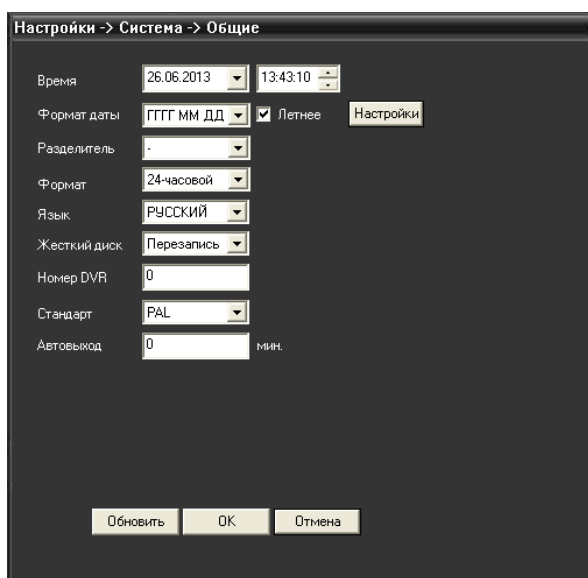 Настройки -> Система -> Общие
Время 26.06.2013 13:43:10
Формат даты ГГГГ ММ ДД Летнее Настройки
Разделитель -
Формат 24-часовой
Язык РУССКИЙ
Жесткий диск Перезапись
Номер DVR 0
Стандарт PAL
Автовыход 0 мин.
Обновить OK Отмена